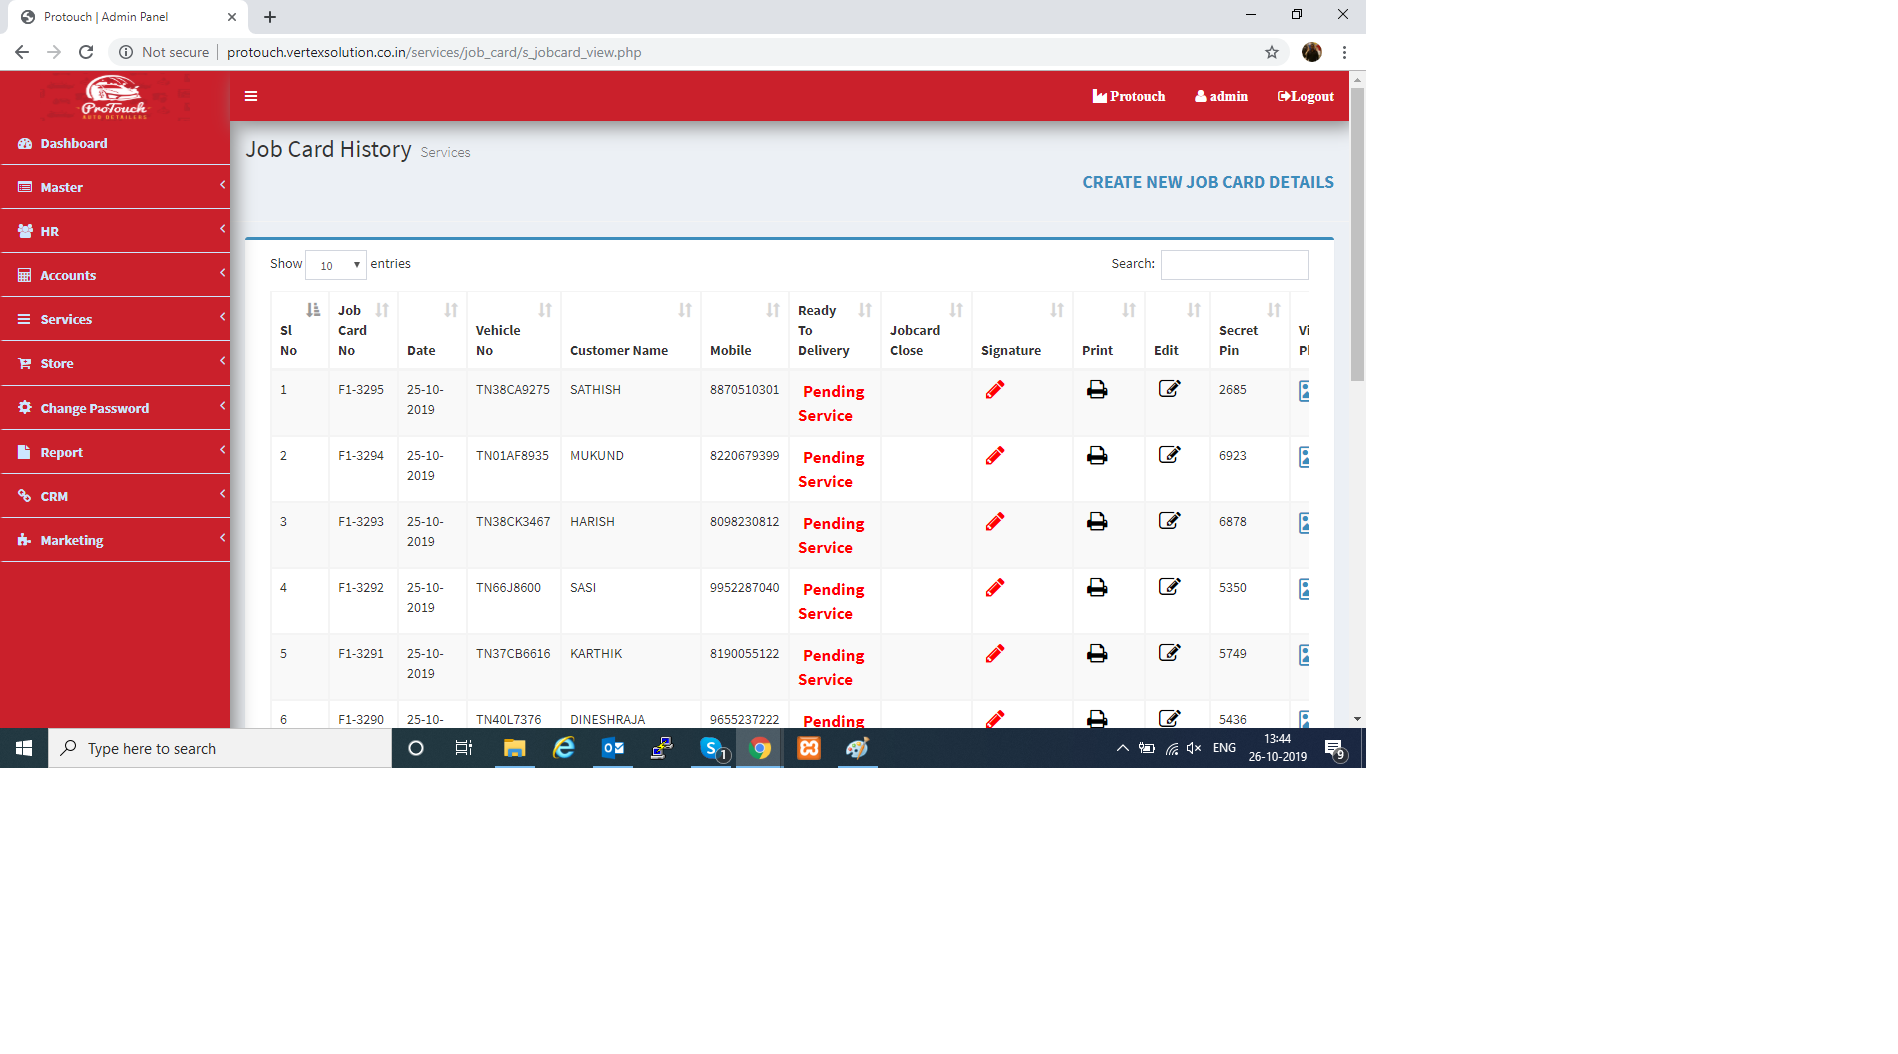 Protouch | Admin Panel
Not secure protouch.vertexsolution.co.in/services/job_card/s_jobcard_view.php
ProTouch
AUTO DETAILERS
Protouch admin Logout
Dashboard
Master
HR
Accounts
Services
Store
Change Password
Report
CRM
Marketing
Job Card History Services
CREATE NEW JOB CARD DETAILS
Show 10 entries Search:
Sl No Job Card No Date Vehicle No Customer Name Mobile Ready To Delivery Jobcard Close Signature Print Edit Secret Pin
1 F1-3295 25-10-2019 TN38CA9275 SATHISH 8870510301 Pending Service 2685
2 F1-3294 25-10-2019 TN01AF8935 MUKUND 8220679399 Pending Service 6923
3 F1-3293 25-10-2019 TN38CK3467 HARISH 8098230812 Pending Service 6878
4 F1-3292 25-10-2019 TN66J8600 SASI 9952287040 Pending Service 5350
5 F1-3291 25-10-2019 TN37CB6616 KARTHIK 8190055122 Pending Service 5749
6 F1-3290 25-10- TN40L7376 DINESHRAJA 9655237222 Pending 5436
Type here to search
1
ENG
13:44
26-10-2019
9